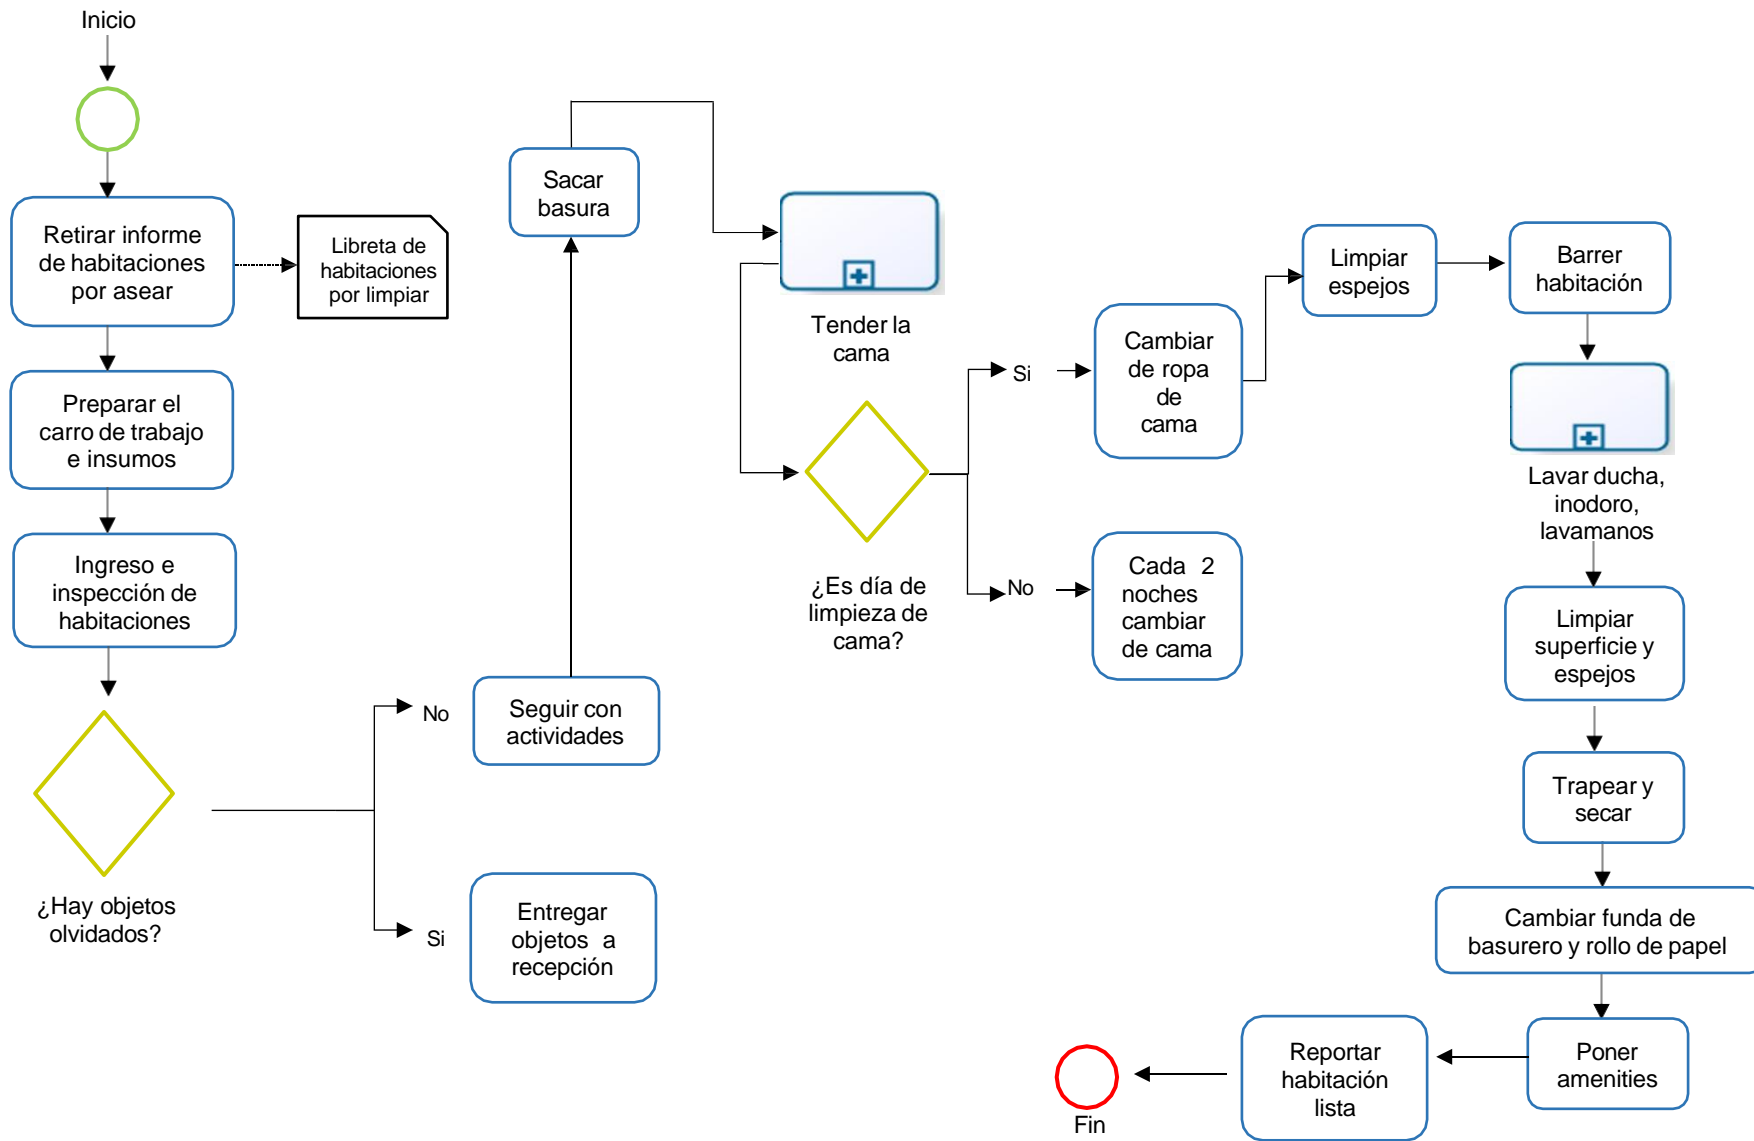 Inicio
Retirar informe
de habitaciones
por asear
Libreta de
habitaciones
por limpiar
Preparar el
carro de trabajo
e insumos
Ingreso e
inspección de
habitaciones
¿Hay objetos
olvidados?
No
Si
Seguir con
actividades
Entregar
objetos a
recepción
Sacar
basura
Tender la
cama
¿Es día de
limpieza de
cama?
Si
No
Cambiar
de ropa
de
cama
Cada 2
noches
cambiar
de cama
Limpiar
espejos
Barrer
habitación
Lavar ducha,
inodoro,
lavamanos
Limpiar
superficie y
espejos
Trapear y
secar
Cambiar funda de
basurero y rollo de papel
Poner
amenities
Reportar
habitación
lista
Fin